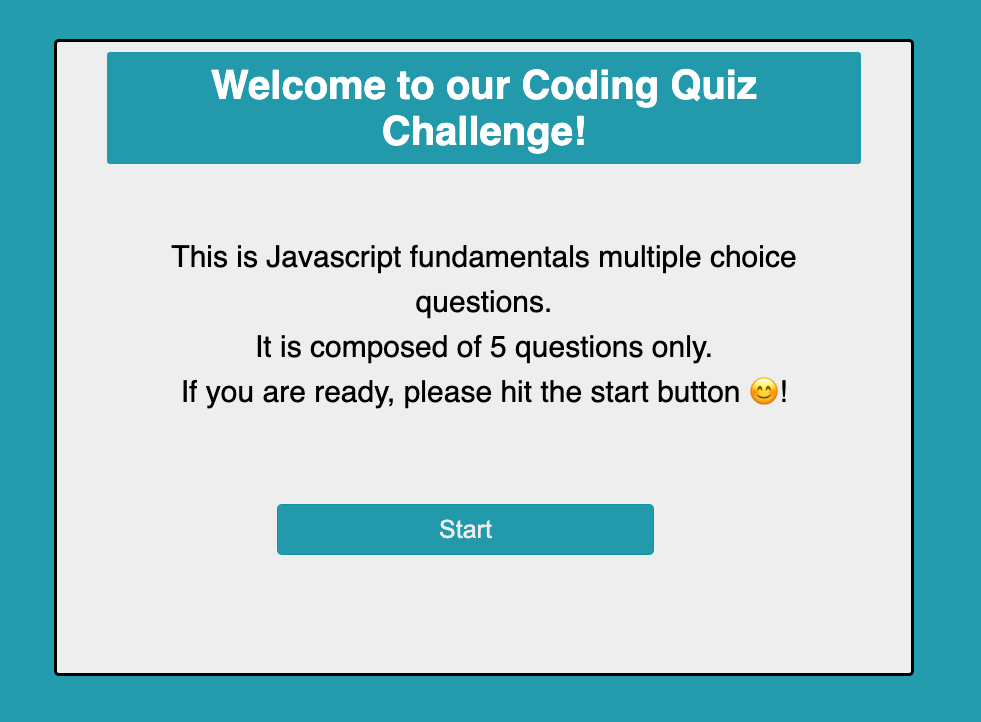 Welcome to our Coding Quiz
Challenge!
This is Javascript fundamentals multiple choice
questions.
It is composed of 5 questions only.
If you are ready, please hit the start button 😊!
Start